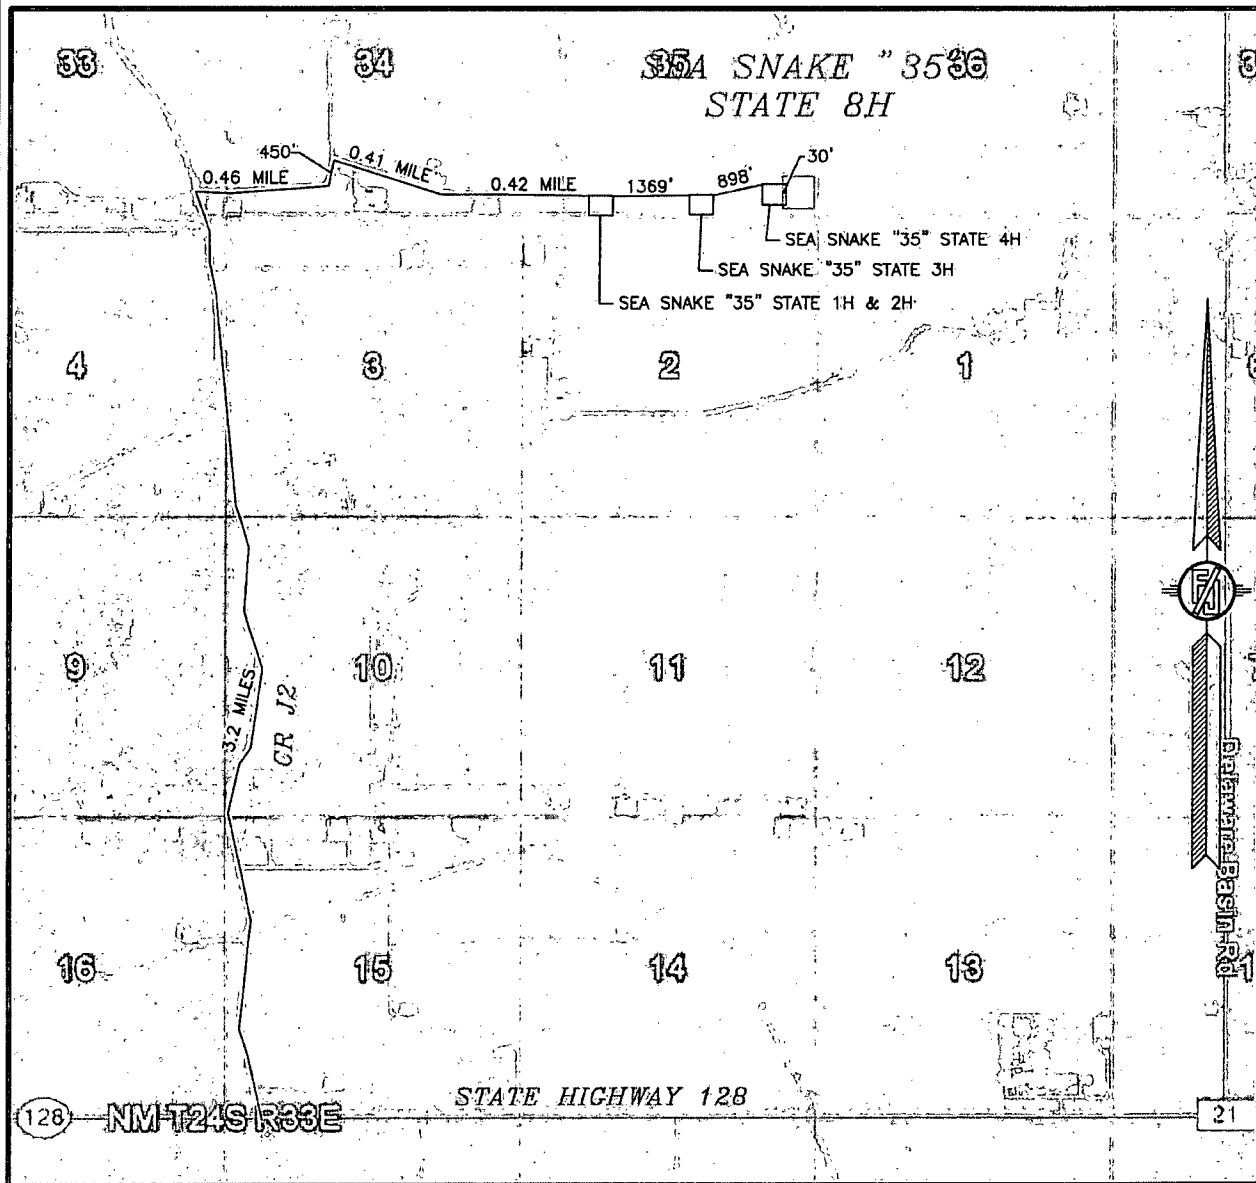 33
34
35
36
3
SEA SNAKE "35"
STATE 8H
450'
0.41 MILE
0.46 MILE
0.42 MILE
1369'
898'
30'
SEA SNAKE "35" STATE 4H
SEA SNAKE "35" STATE 3H
SEA SNAKE "35" STATE 1H & 2H
4
3
2
1
9
10
11
12
3.2 MILES
CR J2
Delaware Basin Rd
16
15
14
13
1
STATE HIGHWAY 128
128
NM-T24S R33E
21